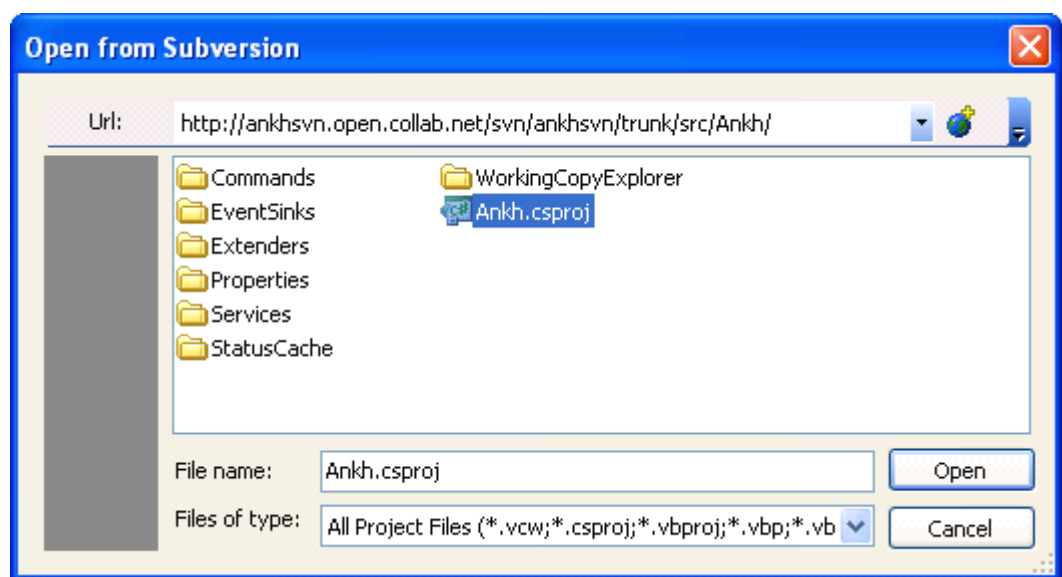 Open from Subversion
Url: http://ankhsvn.open.collab.net/svn/ankhsvn/trunk/src/Ankh/
Commands WorkingCopyExplorer
EventSinks Ankh.csproj
Extenders
Properties
Services
StatusCache
File name: Ankh.csproj Open
Files of type: All Project Files (*.vcw;*.csproj;*.vbproj;*.vbp;*.vb Cancel